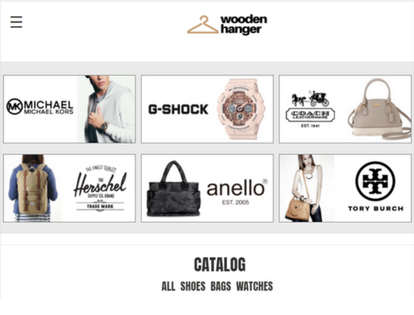 wooden
hanger
MK MICHAEL
MICHAEL KORS
G-SHOCK
COACH
LEATHERWARE
EST. 1941
THE FINEST QUALITY
Herschel
SUPPLY CO. BRAND
TRADE MARK
anello®
EST. 2005
TORY BURCH
CATALOG
ALL SHOES BAGS WATCHES